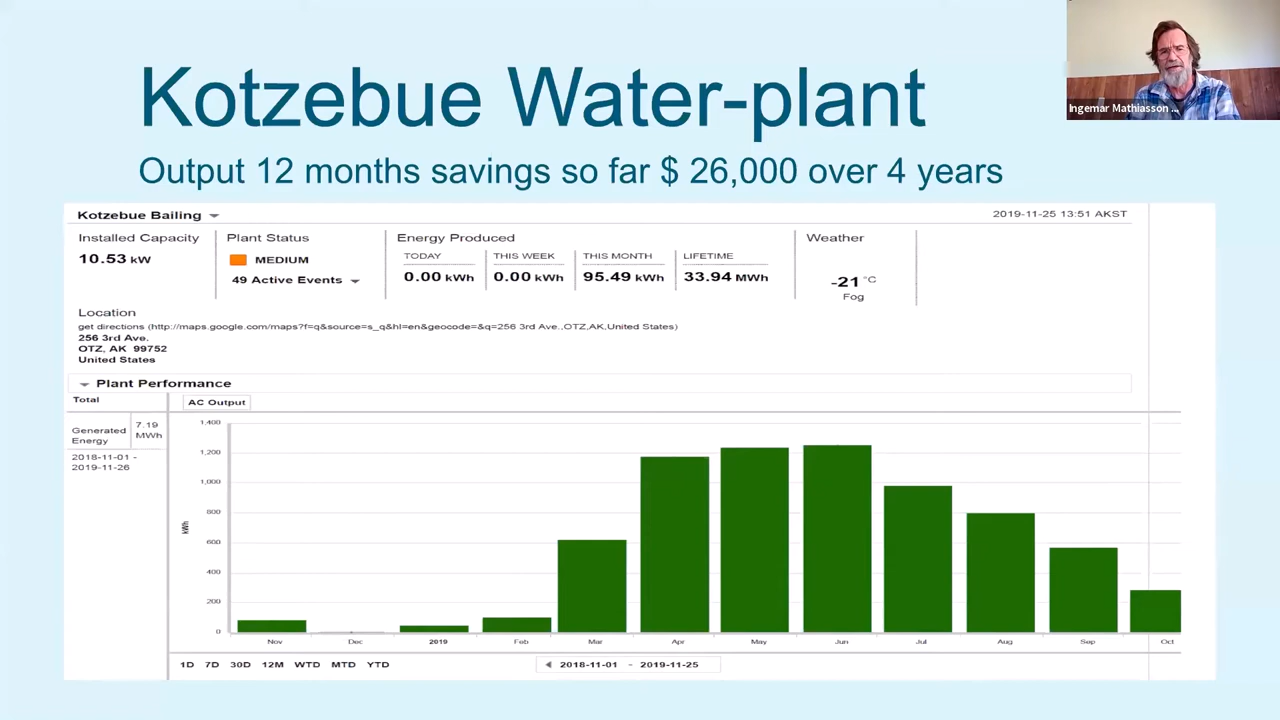 Kotzebue Water-plant
Output 12 months savings so far $ 26,000 over 4 years
Ingemar Mathiasson ...
Kotzebue Bailing
2019-11-25 13:51 AKST
Installed Capacity
10.53 kW
Plant Status
MEDIUM
49 Active Events
Energy Produced
TODAY
0.00 kWh
THIS WEEK
0.00 kWh
THIS MONTH
95.49 kWh
LIFETIME
33.94 MWh
Weather
-21 °C
Fog
Location
get directions (http://maps.google.com/maps?f=q&source=s_q&hl=en&geocode=&q=256 3rd Ave.,OTZ,AK,United States)
256 3rd Ave.
OTZ, AK 99752
United States
Plant Performance
Total
AC Output
Generated Energy
7.19 MWh
2018-11-01 -
2019-11-26
1,400
1,200
1,000
800
600
400
200
0
kWh
Nov Dec 2019 Feb Mar Apr May Jun Jul Aug Sep Oct
1D 7D 30D 12M WTD MTD YTD
2018-11-01 - 2019-11-25